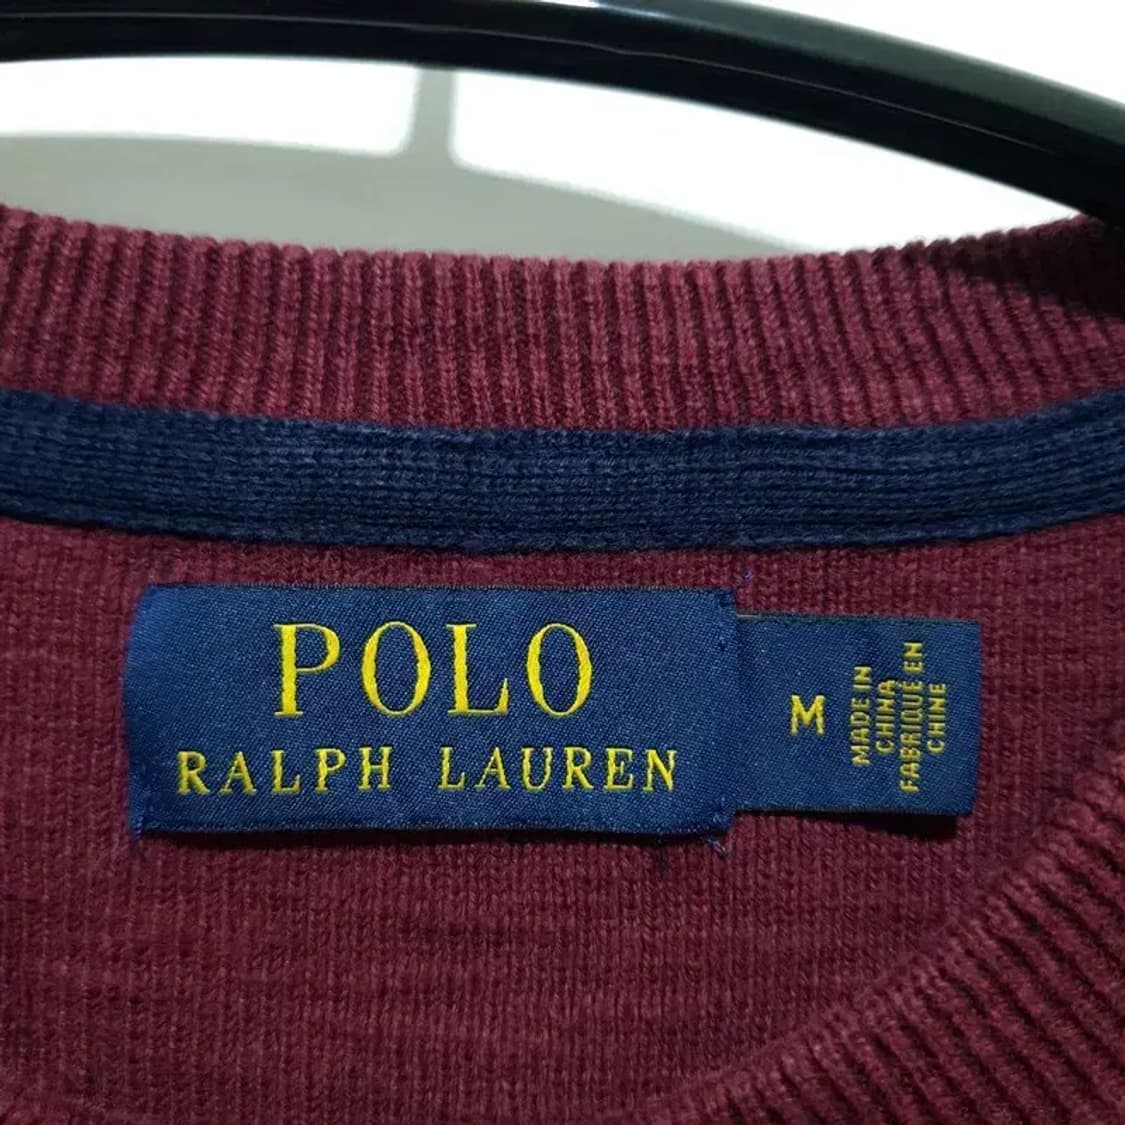 POLO
RALPH LAUREN
M
MADE IN
CHINA
FABRIQUÉ EN
CHINE